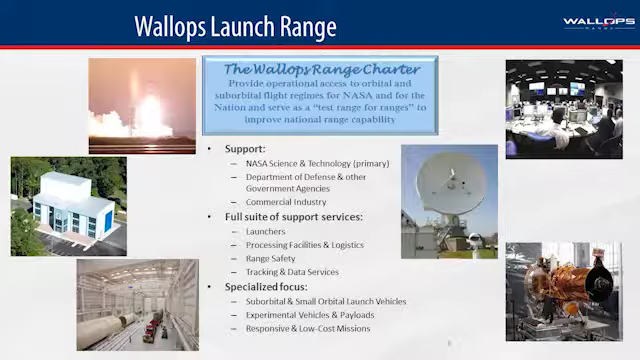 Wallops Launch Range
WALLOPS
RANGE
The Wallops Range Charter
Provide operational access to orbital and
suborbital flight regimes for NASA and for the
Nation and serve as a “test range for ranges” to
improve national range capability
• Support:
– NASA Science & Technology (primary)
– Department of Defense & other
Government Agencies
– Commercial Industry
• Full suite of support services:
– Launchers
– Processing Facilities & Logistics
– Range Safety
– Tracking & Data Services
• Specialized focus:
– Suborbital & Small Orbital Launch Vehicles
– Experimental Vehicles & Payloads
– Responsive & Low-Cost Missions